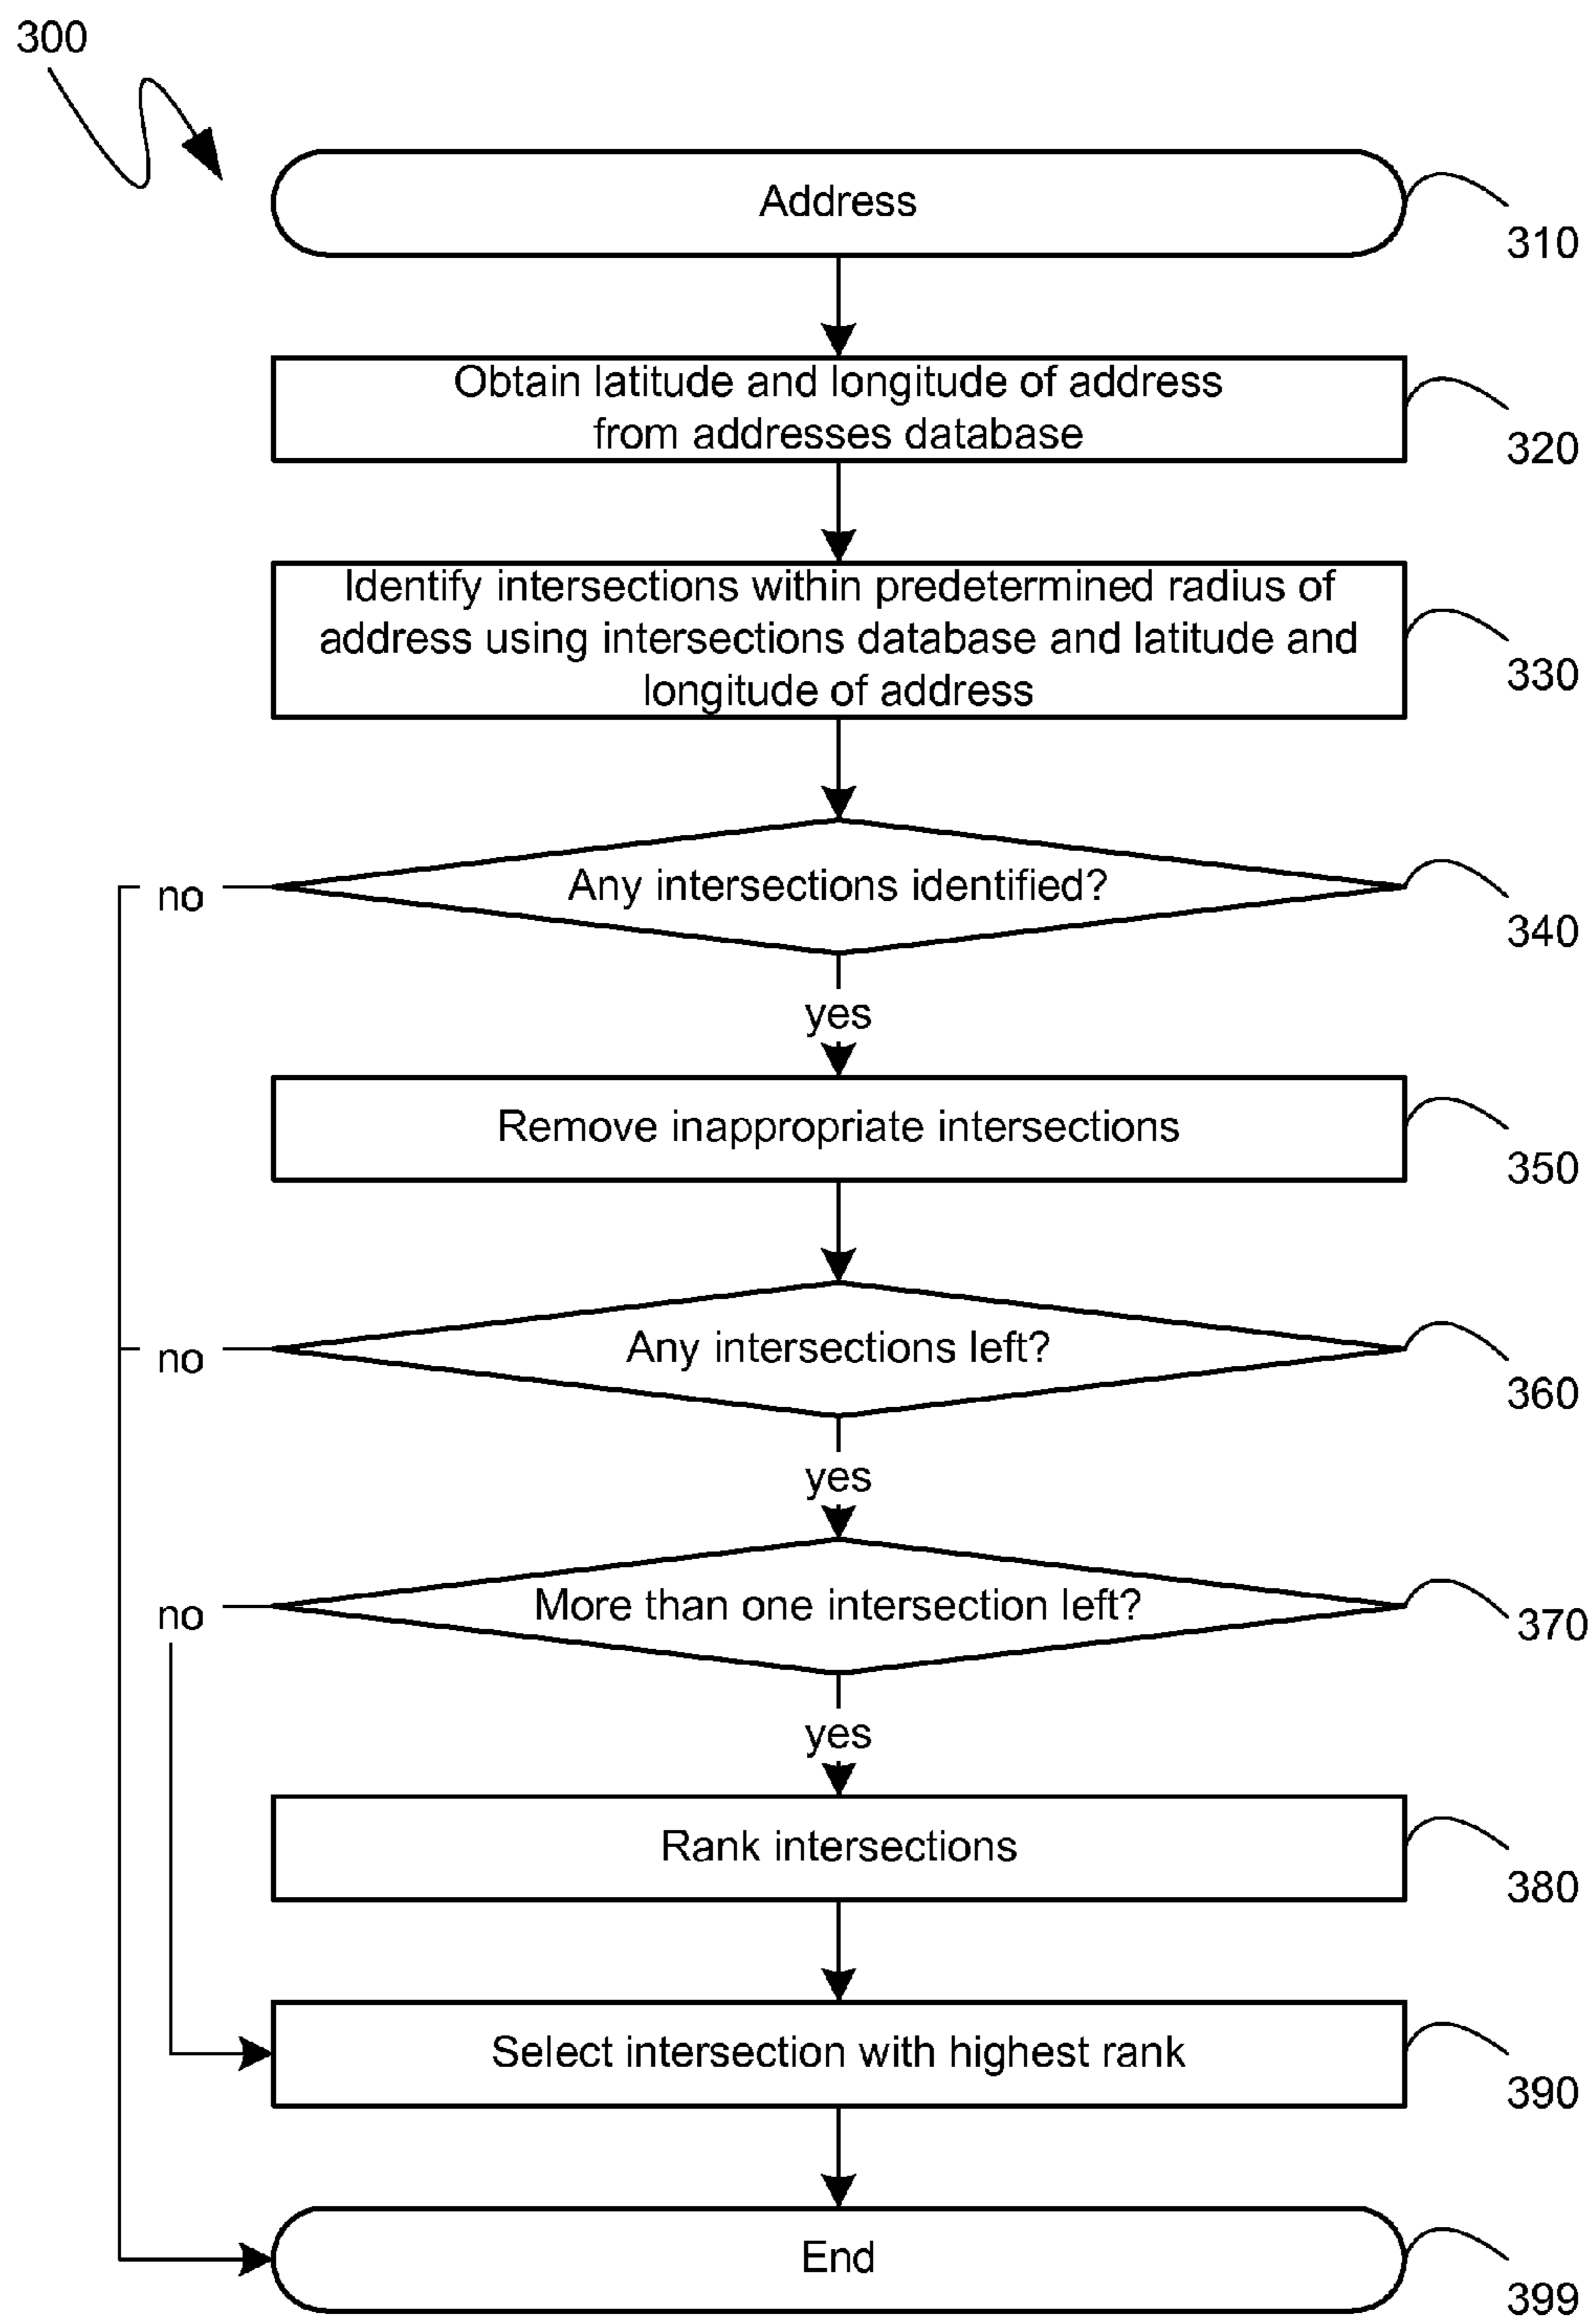 300
Address
310
Obtain latitude and longitude of address
from addresses database
320
Identify intersections within predetermined radius of
address using intersections database and latitude and
longitude of address
330
Any intersections identified?
no
340
yes
Remove inappropriate intersections
350
Any intersections left?
no
360
yes
More than one intersection left?
no
370
yes
Rank intersections
380
Select intersection with highest rank
390
End
399